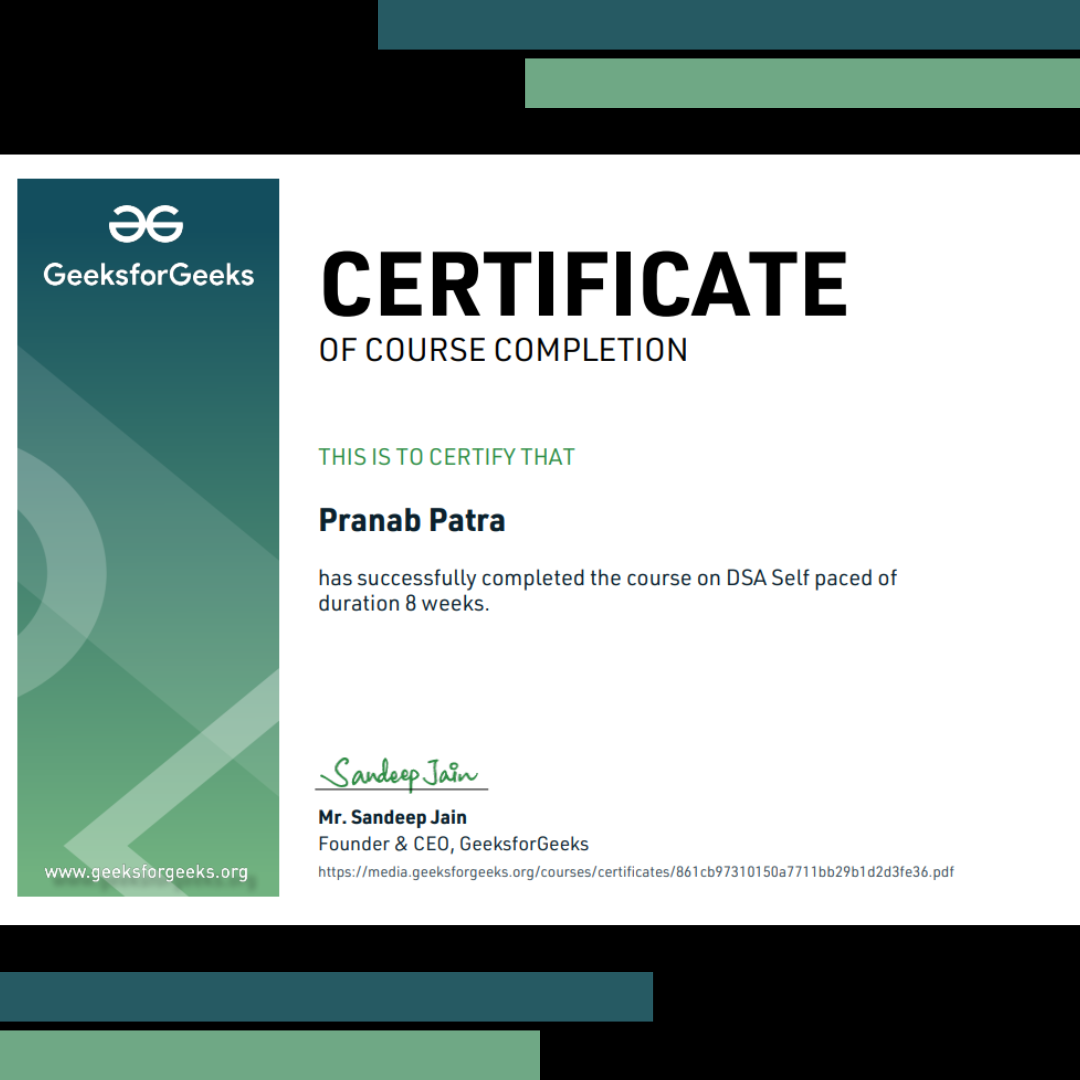 GeeksforGeeks
CERTIFICATE
OF COURSE COMPLETION
THIS IS TO CERTIFY THAT
Pranab Patra
has successfully completed the course on DSA Self paced of
duration 8 weeks.
Sandeep Jain
Mr. Sandeep Jain
Founder & CEO, GeeksforGeeks
https://media.geeksforgeeks.org/courses/certificates/861cb97310150a7711bb29b1d2d3fe36.pdf
www.geeksforgeeks.org